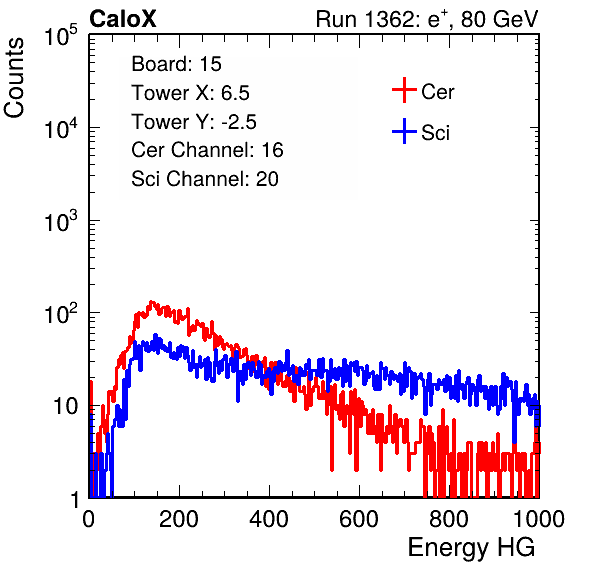 CaloX Run 1362: e⁺, 80 GeV
Counts
Board: 15
Tower X: 6.5
Tower Y: -2.5
Cer Channel: 16
Sci Channel: 20
Cer
Sci
10⁵
10⁴
10³
10²
10
1
0 200 400 600 800 1000
Energy HG